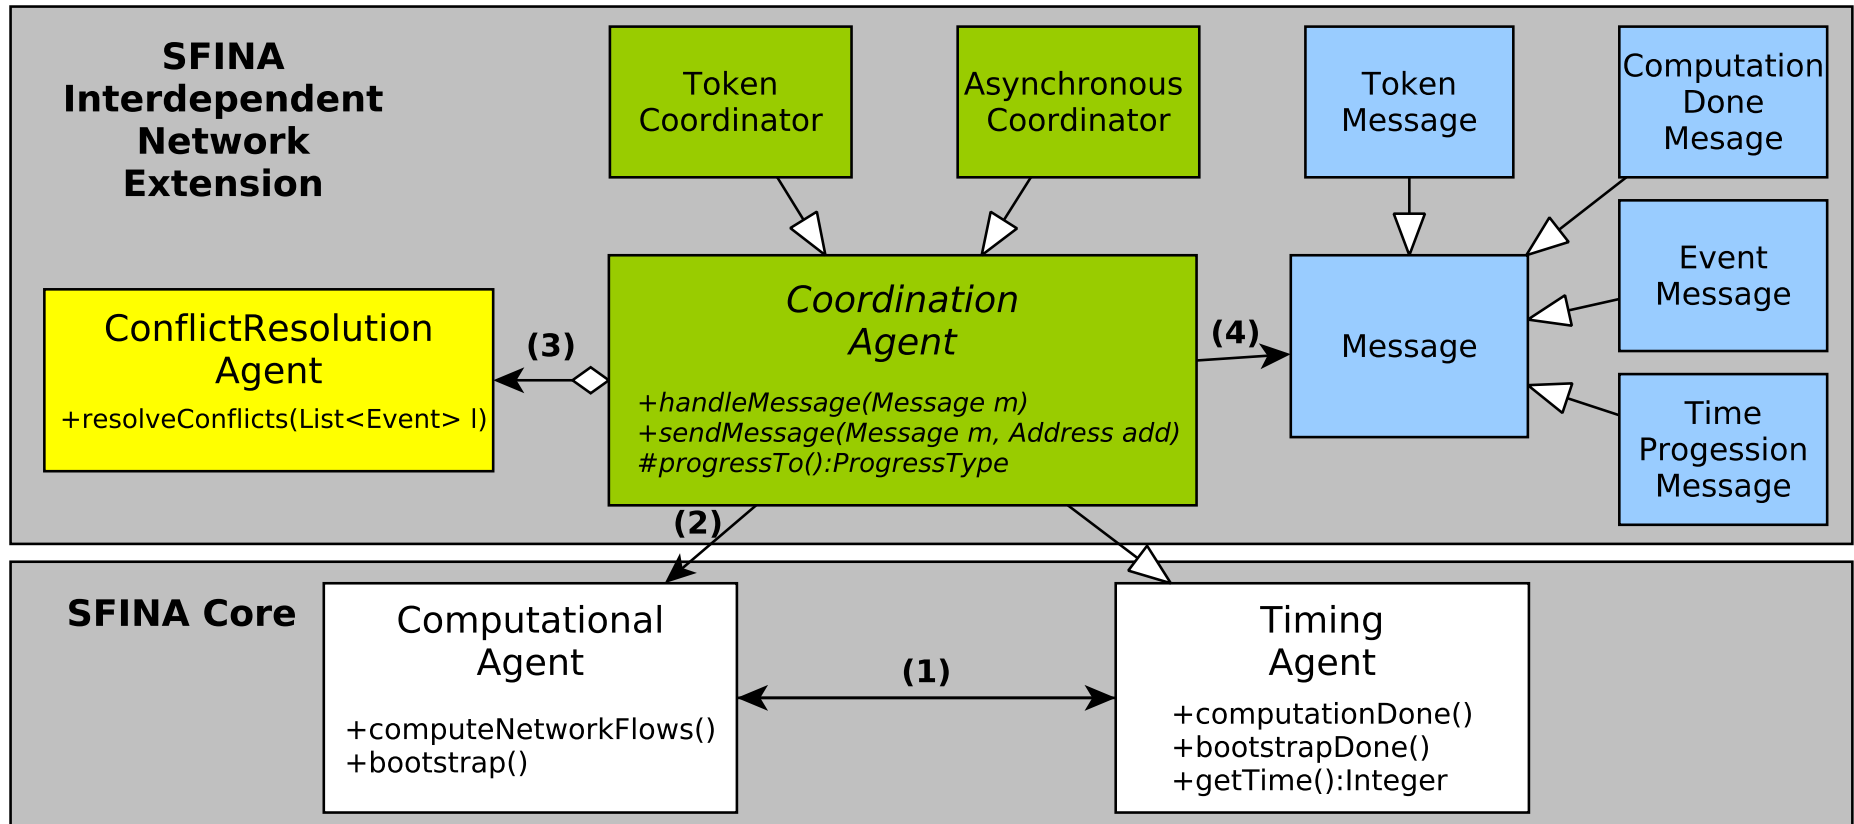 SFINA
Interdependent
Network
Extension
Token
Coordinator
Asynchronous
Coordinator
Token
Message
Computation
Done
Mesage
Event
Message
Time
Progession
Message
ConflictResolution
Agent
+resolveConflicts(List<Event> l)
(3)
Coordination
Agent
+handleMessage(Message m)
+sendMessage(Message m, Address add)
#progressTo():ProgressType
(4)
Message
(2)
SFINA Core
Computational
Agent
+computeNetworkFlows()
+bootstrap()
(1)
Timing
Agent
+computationDone()
+bootstrapDone()
+getTime():Integer